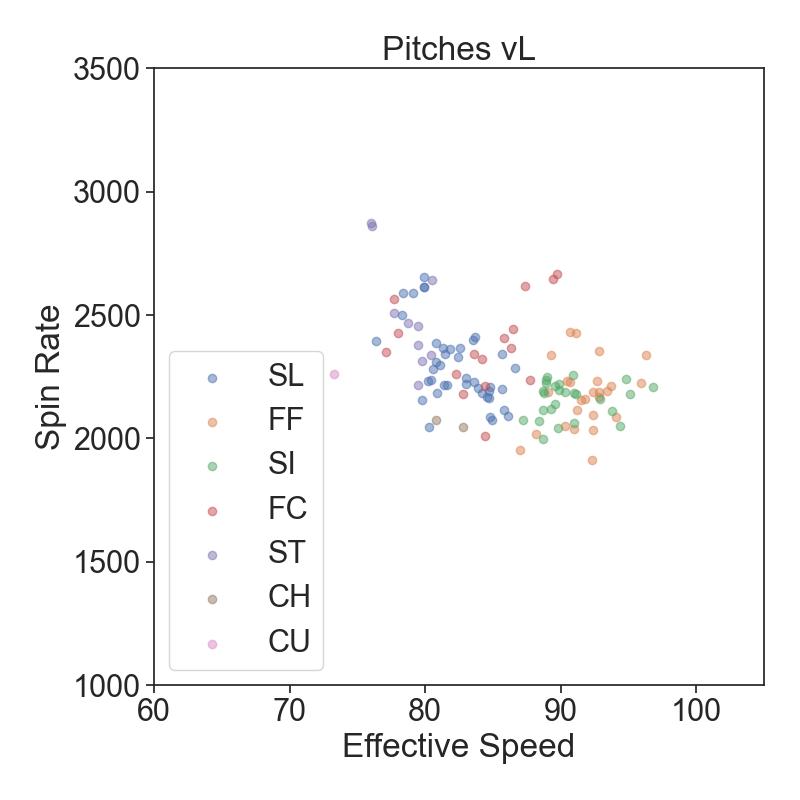 Pitches vL
3500
3000
2500
2000
1500
1000
Spin Rate
SL
FF
SI
FC
ST
CH
CU
60 70 80 90 100
Effective Speed